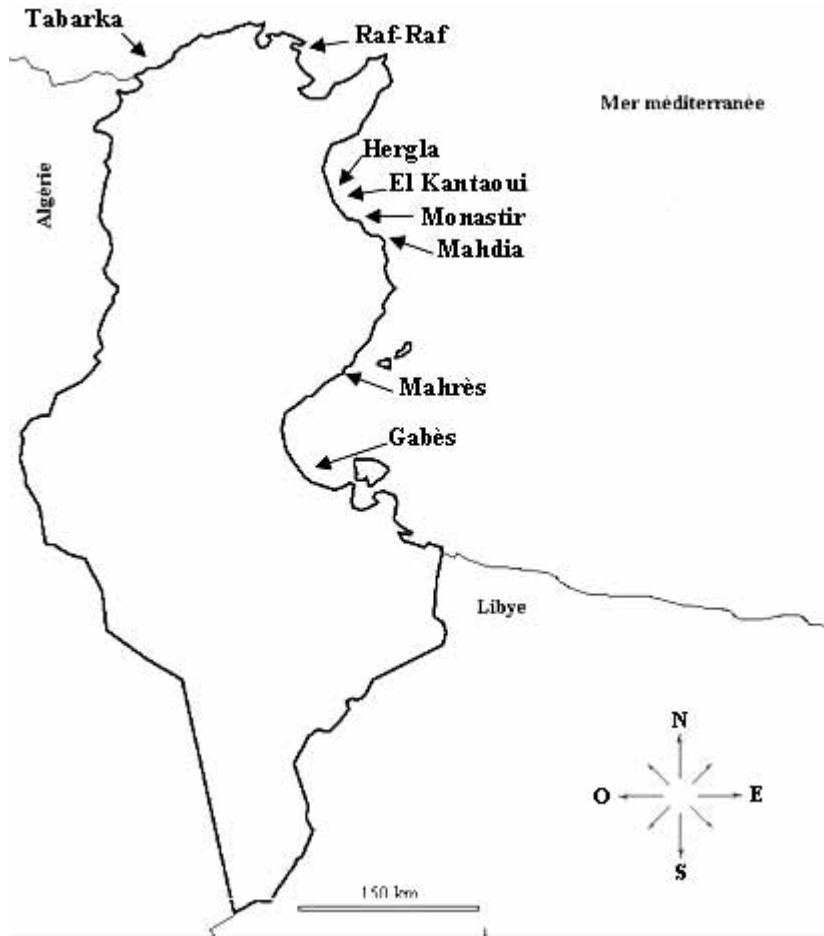 Tabarka
Raf-Raf
Mer méditerranée
Hergla
Algérie
El Kantaoui
Monastir
Mahdia
Mahrès
Gabès
Libye
N
O
E
S
150 km